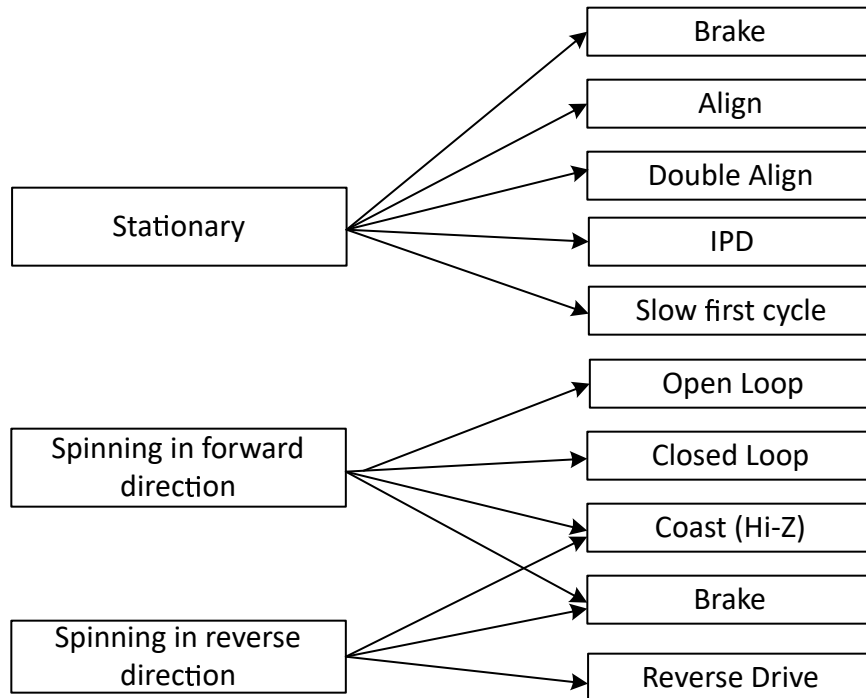 Brake
Align
Double Align
Stationary
IPD
Slow first cycle
Open Loop
Spinning in forward
direction
Closed Loop
Coast (Hi-Z)
Brake
Spinning in reverse
direction
Reverse Drive